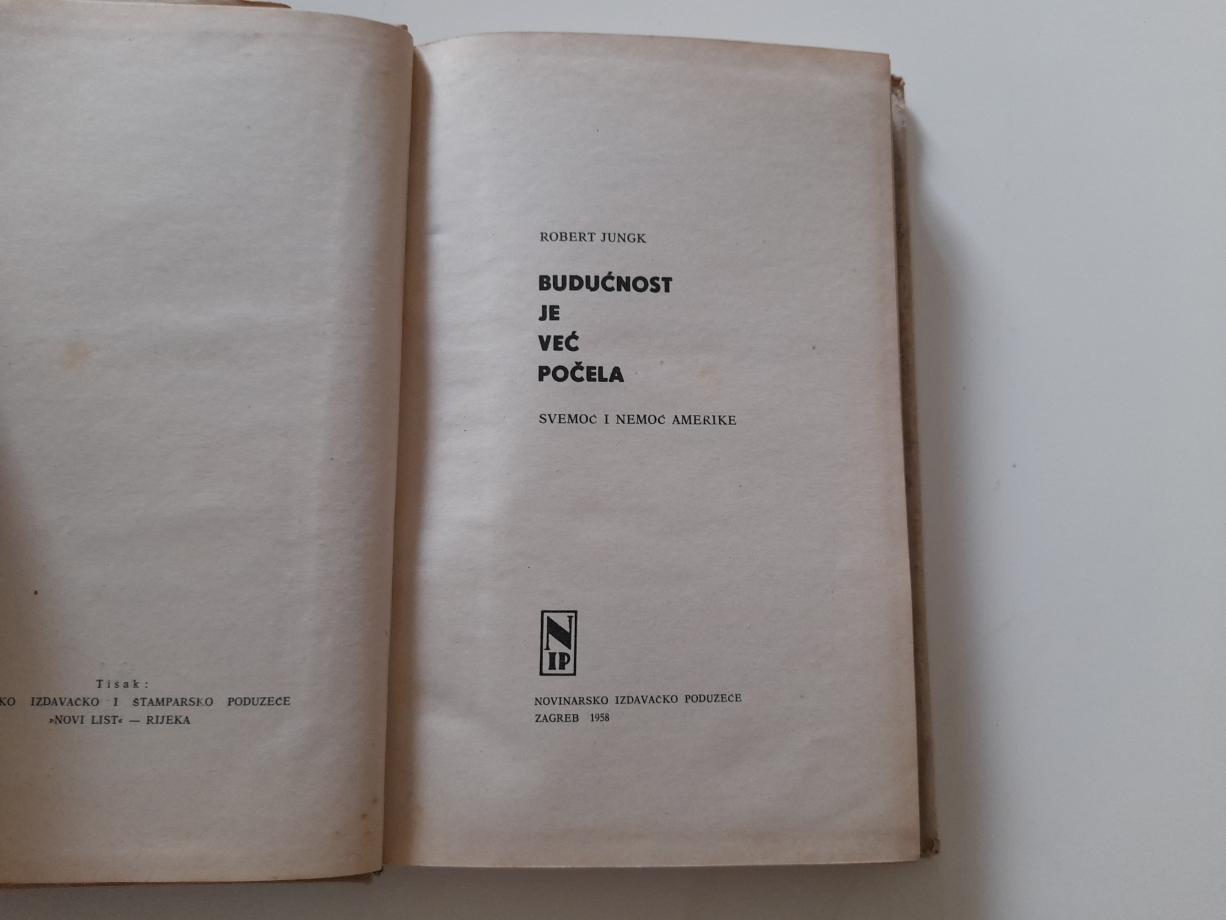 Tisak:
IZDAVAČKO I ŠTAMPARSKO PODUZEĆE
»NOVI LIST« — RIJEKA
ROBERT JUNGK
BUDUĆNOST
JE
VEĆ
POČELA
SVEMOĆ I NEMOĆ AMERIKE
N
IP
NOVINARSKO IZDAVAČKO PODUZEĆE
ZAGREB 1958